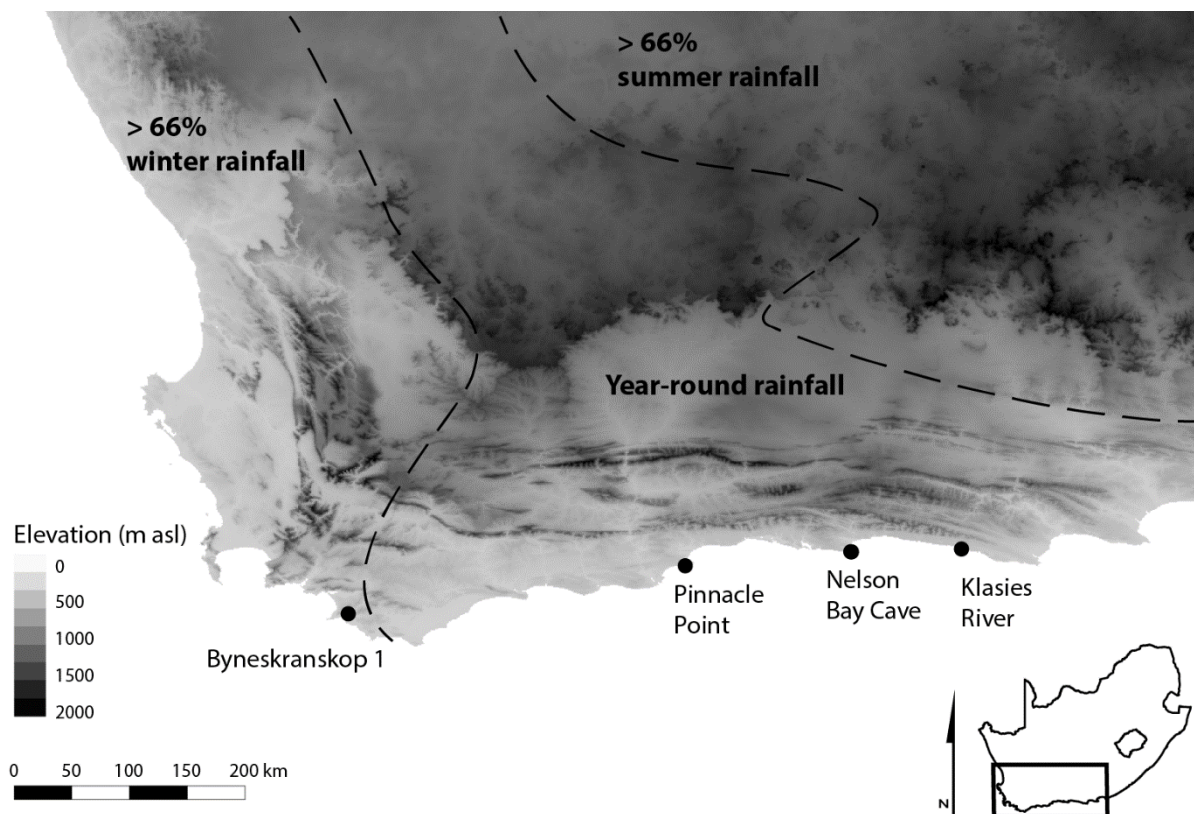 > 66%
summer rainfall
> 66%
winter rainfall
Year-round rainfall
Elevation (m asl)
0
500
1000
1500
2000
Pinnacle
Point
Nelson
Bay Cave
Klasies
River
Byneskranskop 1
0 50 100 150 200 km
N